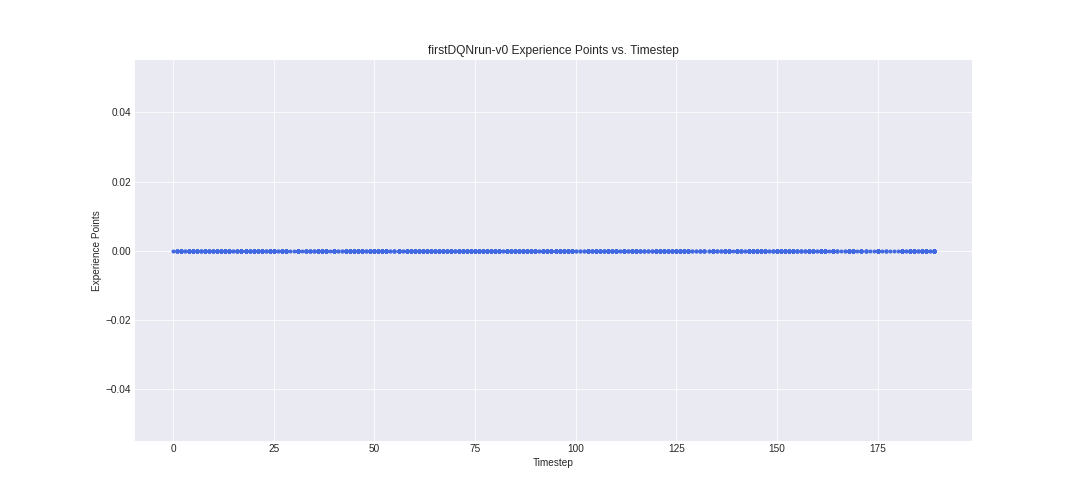 firstDQNrun-v0 Experience Points vs. Timestep
Experience Points
0.04
0.02
0.00
−0.02
−0.04
0 25 50 75 100 125 150 175
Timestep